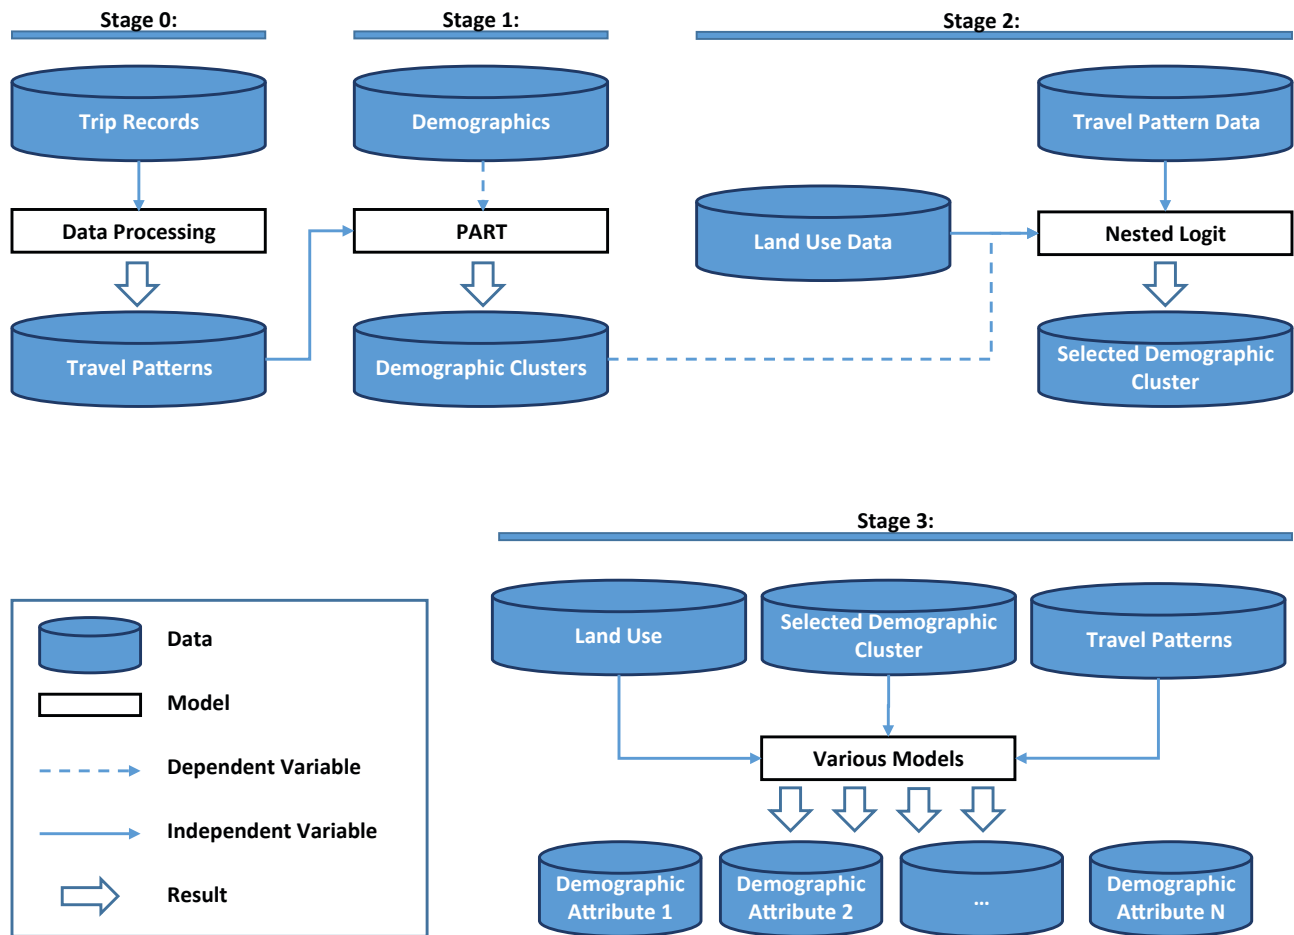 Stage 0:
Stage 1:
Stage 2:
Trip Records
Demographics
Travel Pattern Data
Data Processing
PART
Land Use Data
Nested Logit
Travel Patterns
Demographic Clusters
Selected Demographic
Cluster
Stage 3:
Data
Model
Dependent Variable
Independent Variable
Result
Land Use
Selected Demographic
Cluster
Travel Patterns
Various Models
Demographic
Attribute 1
Demographic
Attribute 2
...
Demographic
Attribute N